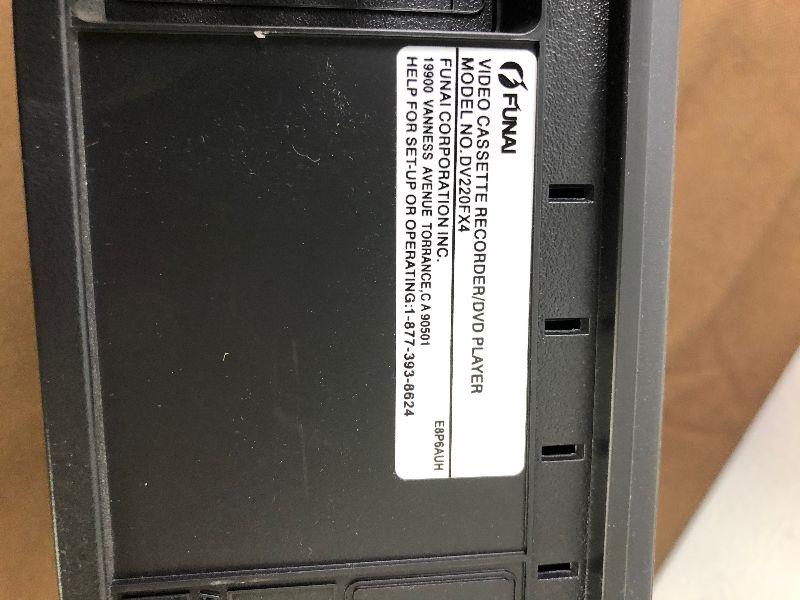 FUNAI
VIDEO CASSETTE RECORDER/DVD PLAYER
MODEL NO.DV220FX4
FUNAI CORPORATION INC.
19900 VANNESS AVENUE TORRANCE,CA 90501
HELP FOR SET-UP OR OPERATING:1-877-393-8624
E8P6AUH